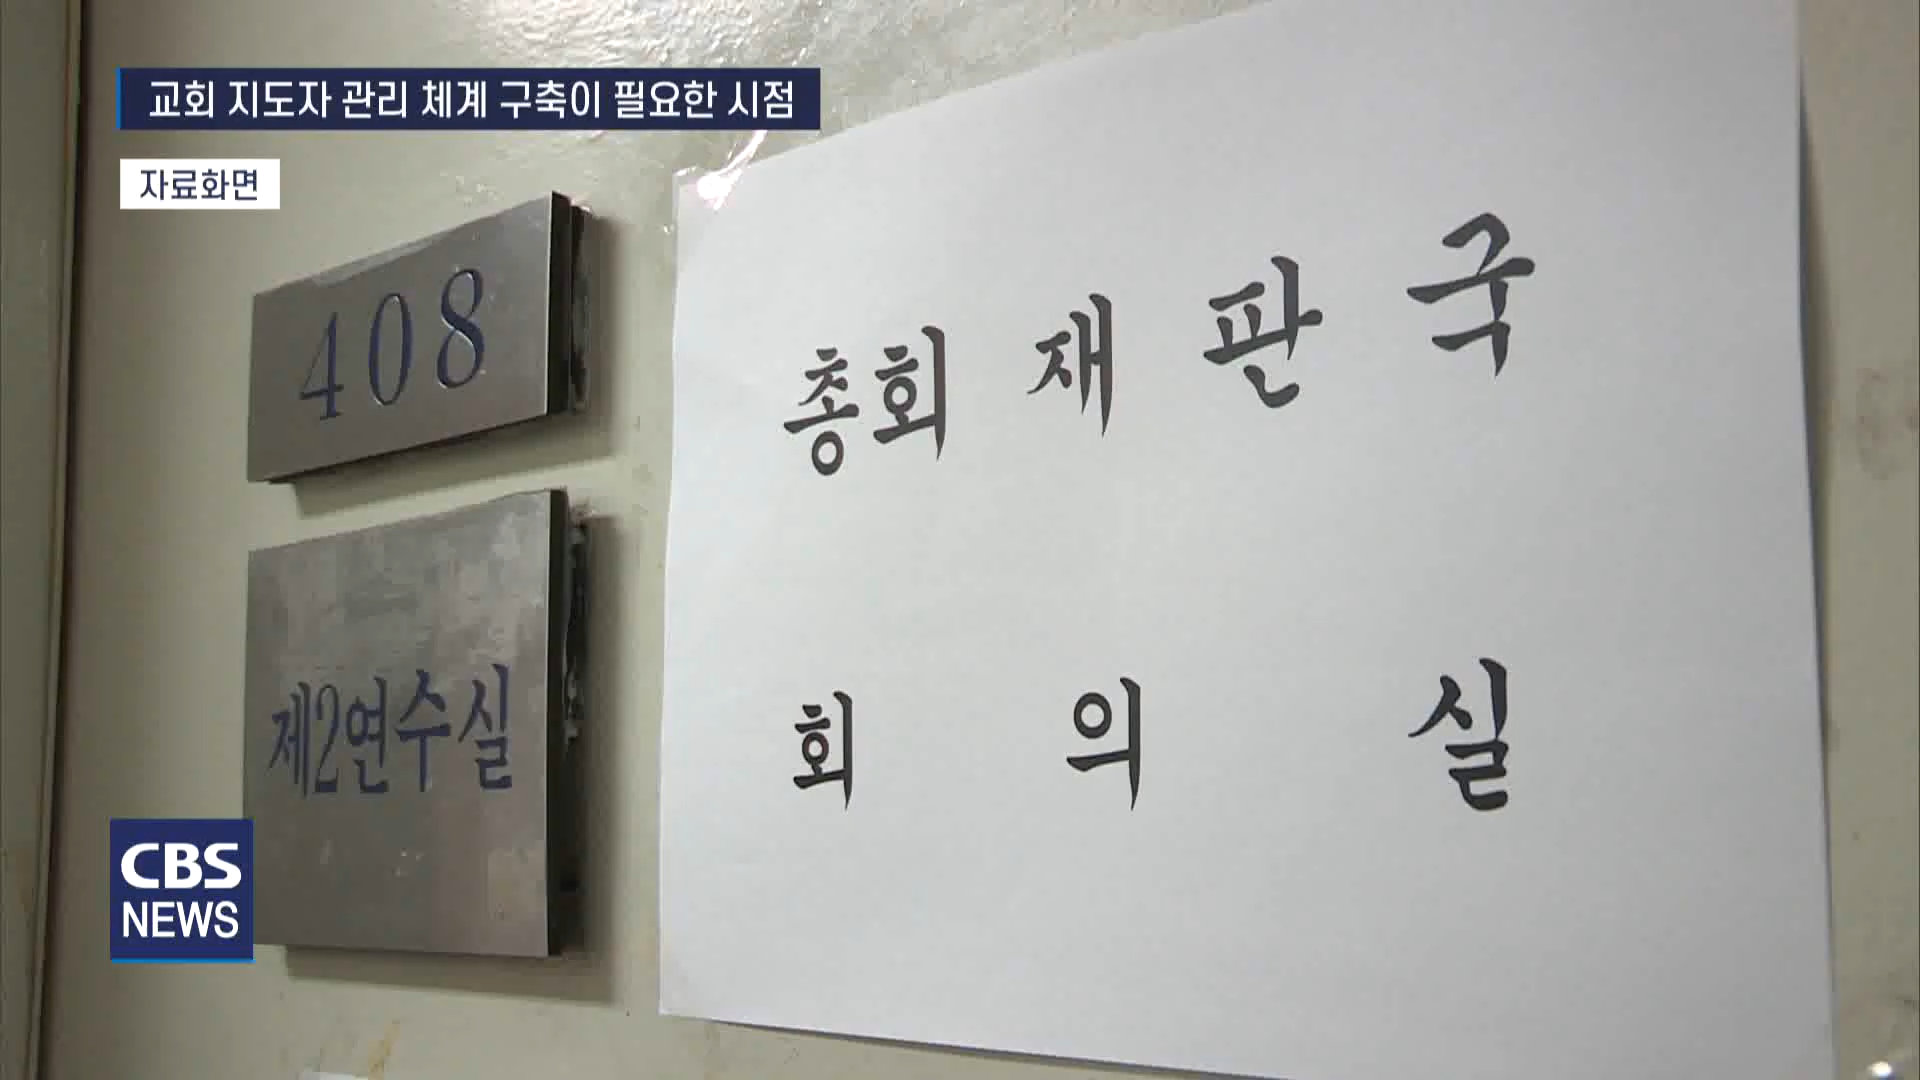 교회 지도자 관리 체계 구축이 필요한 시점
자료화면
408
총회 재판국
제2연수실
회의실
CBS
NEWS